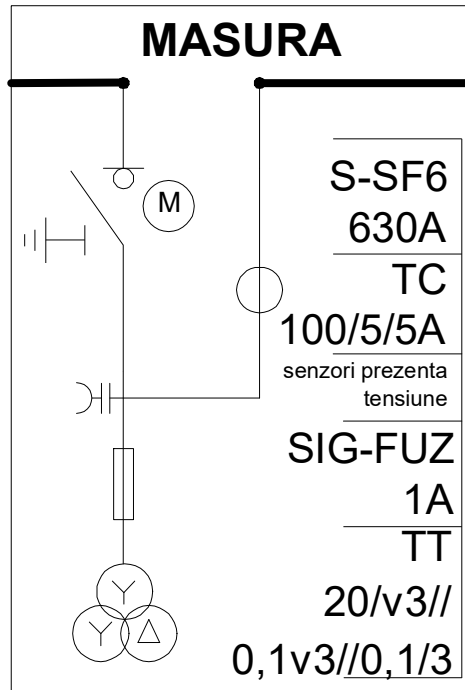 MASURA
M
S-SF6
630A
TC
100/5/5A
senzori prezenta
tensiune
SIG-FUZ
1A
TT
20/v3//
0,1v3//0,1/3
Y
Y Δ